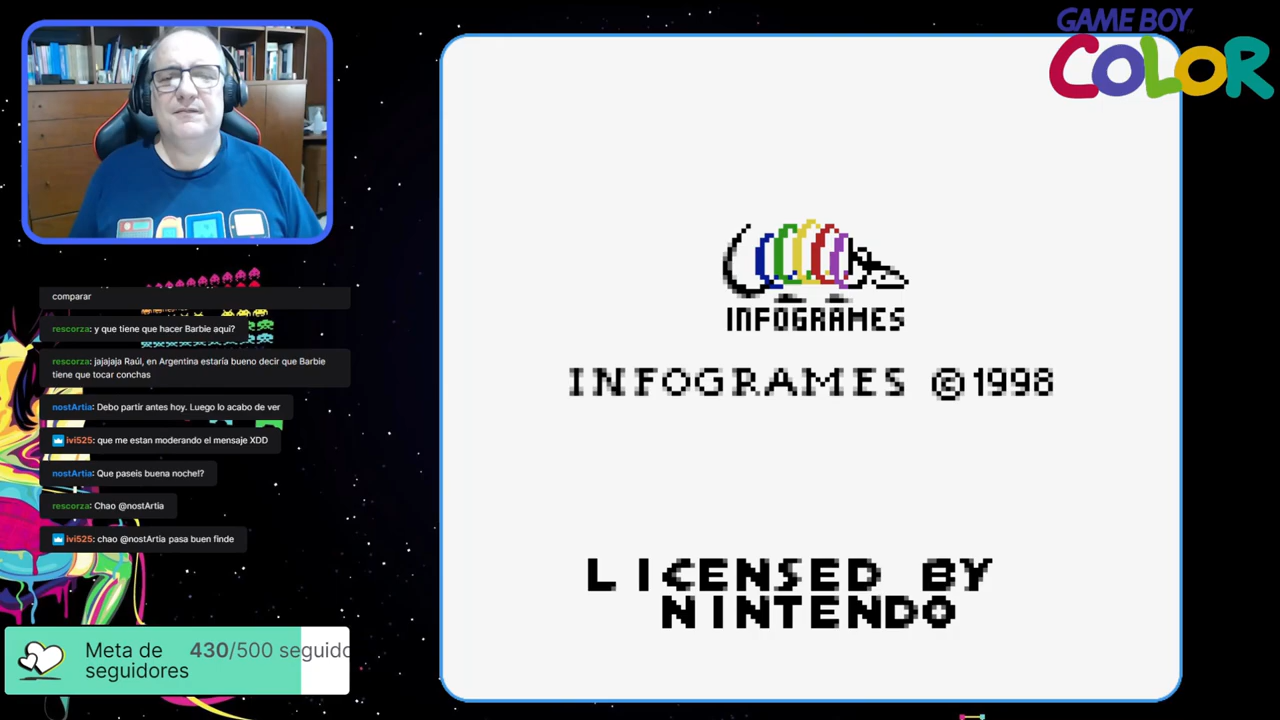 GAME BOY
COLOR
INFOGRAMES
INFOGRAMES ©1998
LICENSED BY
NINTENDO
comparar
rescorza: y que tiene que hacer Barbie aqui?
rescorza: jajajaja Raúl, en Argentina estaría bueno decir que Barbie
tiene que tocar conchas
nostArtia: Debo partir antes hoy. Luego lo acabo de ver
ivi525: que me estan moderando el mensaje XDD
nostArtia: Que paseis buena noche!?
rescorza: Chao @nostArtia
ivi525: chao @nostArtia pasa buen finde
Meta de
seguidores
430/500 seguido